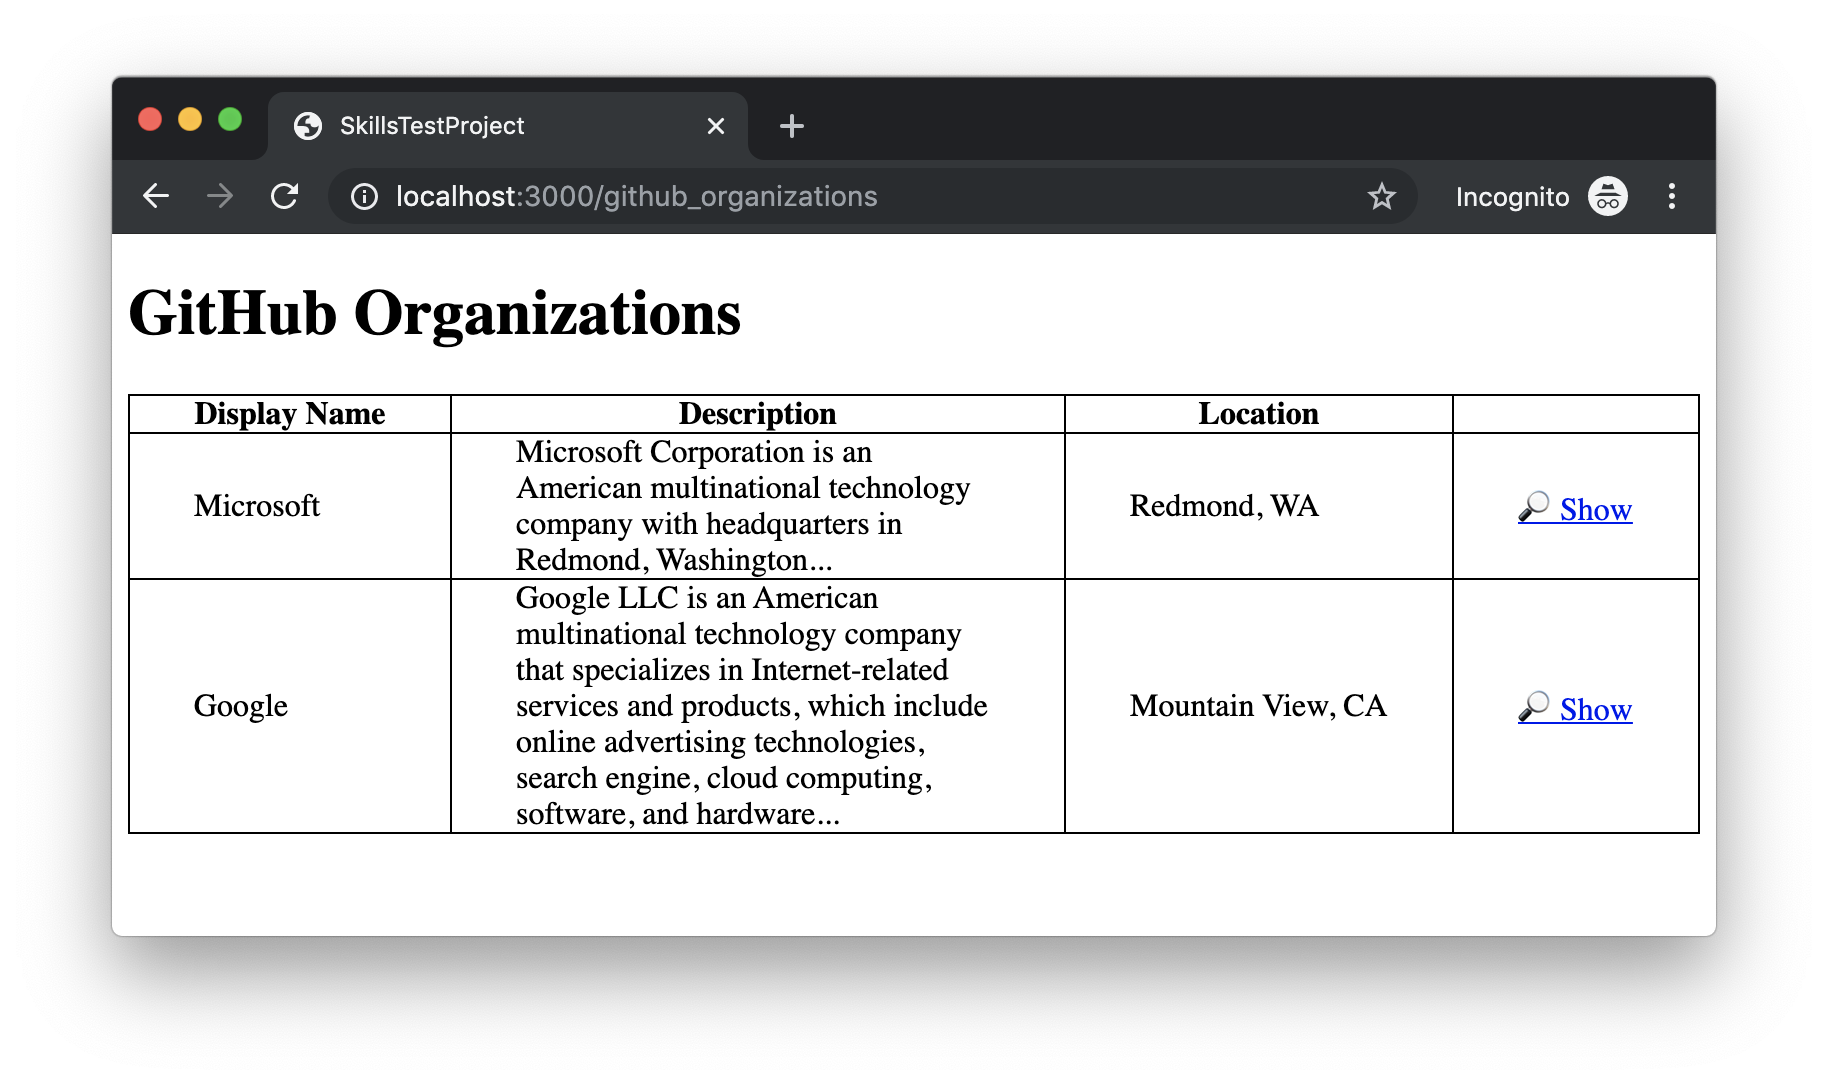 SkillsTestProject
localhost:3000/github_organizations
Incognito
GitHub Organizations
Display Name Description Location
Microsoft
Microsoft Corporation is an
American multinational technology
company with headquarters in
Redmond, Washington...
Redmond, WA
🔎 Show
Google
Google LLC is an American
multinational technology company
that specializes in Internet-related
services and products, which include
online advertising technologies,
search engine, cloud computing,
software, and hardware...
Mountain View, CA
🔎 Show